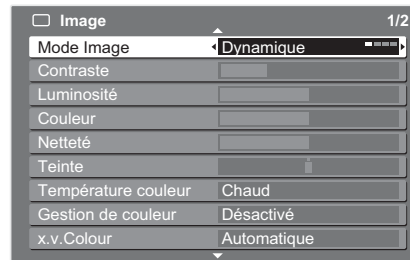 Image 1/2
Mode Image Dynamique
Contraste
Luminosité
Couleur
Netteté
Teinte
Température couleur Chaud
Gestion de couleur Désactivé
x.v.Colour Automatique